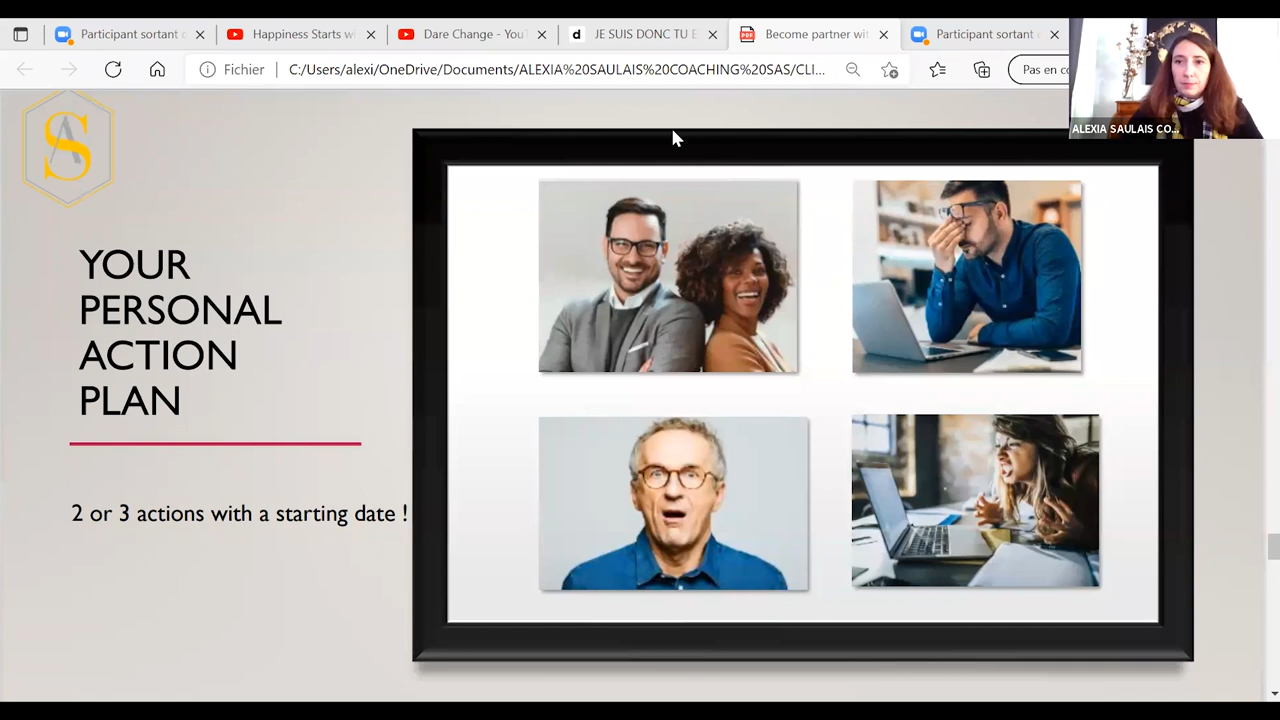 Participant sortant
Happiness Starts wi
Dare Change - You
JE SUIS DONC TU E
Become partner wit
Participant sortant
Fichier
C:/Users/alexi/OneDrive/Documents/ALEXIA%20SAULAIS%20COACHING%20SAS/CLI...
Pas en co
ALEXIA SAULAIS CO...
YOUR
PERSONAL
ACTION
PLAN
2 or 3 actions with a starting date !